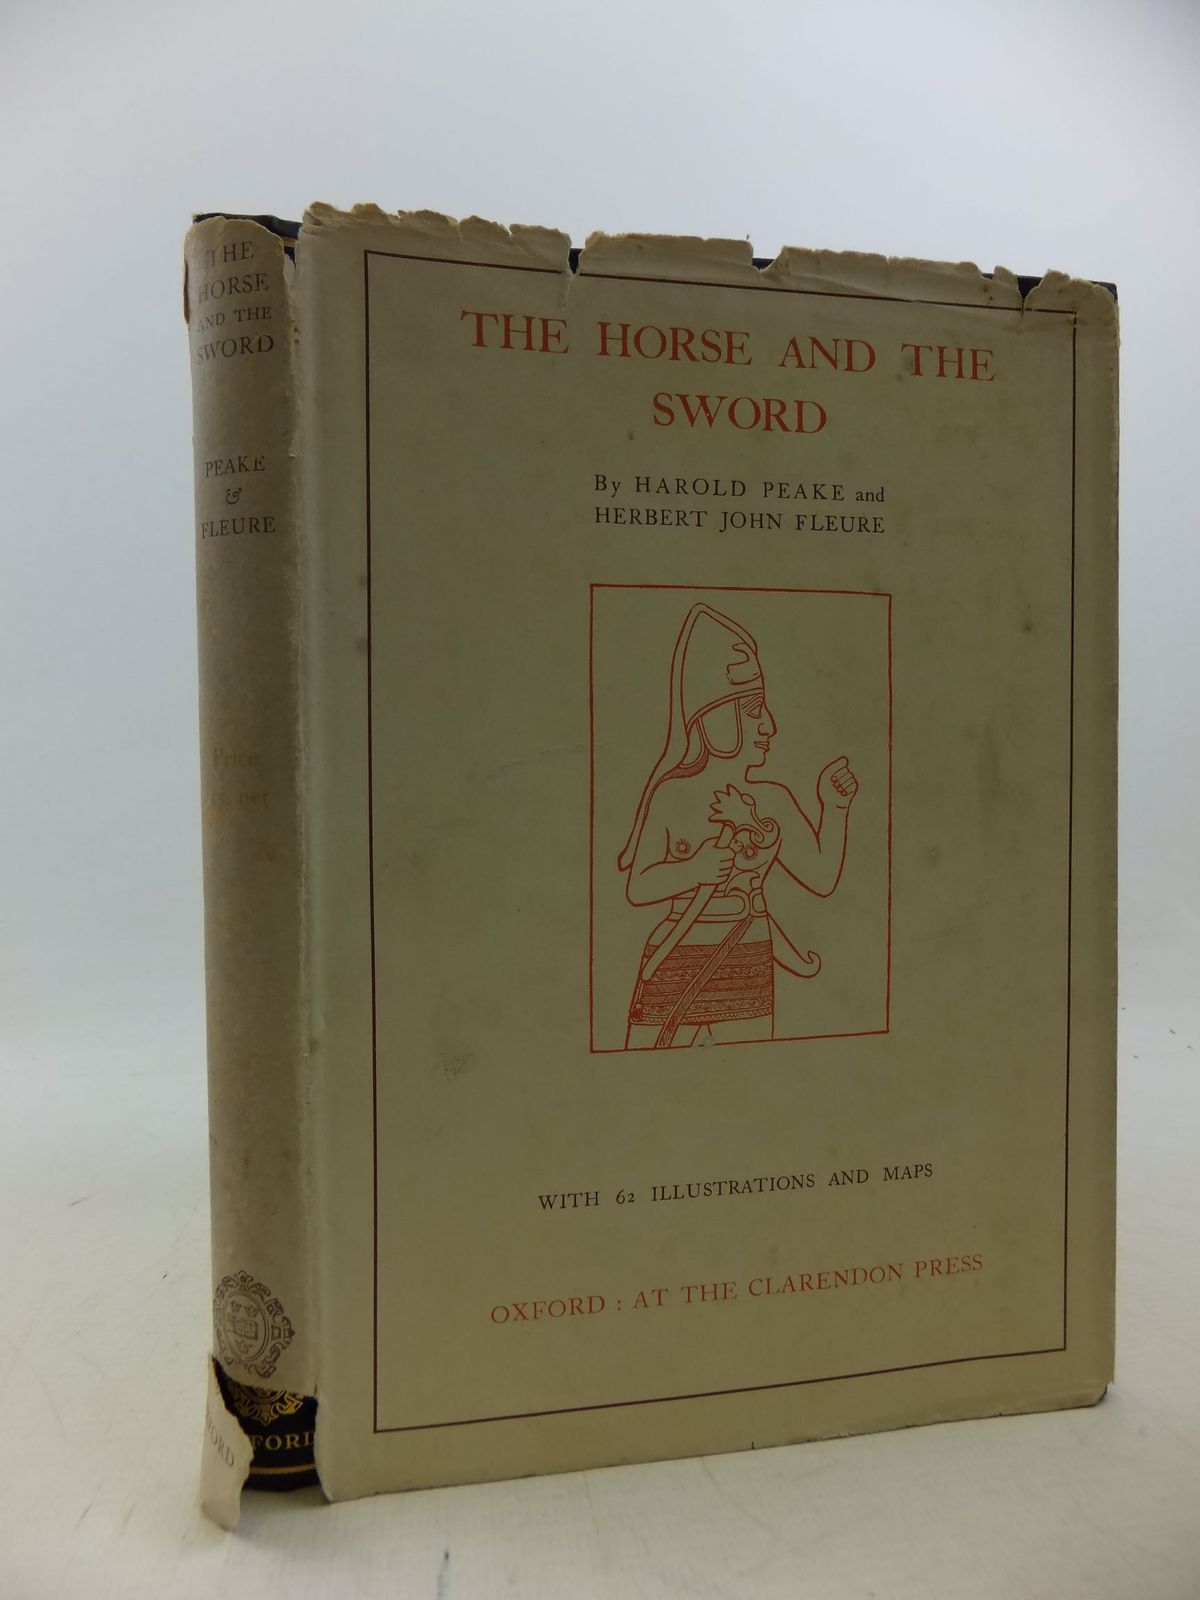 THE
HORSE
AND THE
SWORD
PEAKE
&
FLEURE
Price
net
THE HORSE AND THE
SWORD
By HAROLD PEAKE and
HERBERT JOHN FLEURE
WITH 62 ILLUSTRATIONS AND MAPS
OXFORD : AT THE CLARENDON PRESS